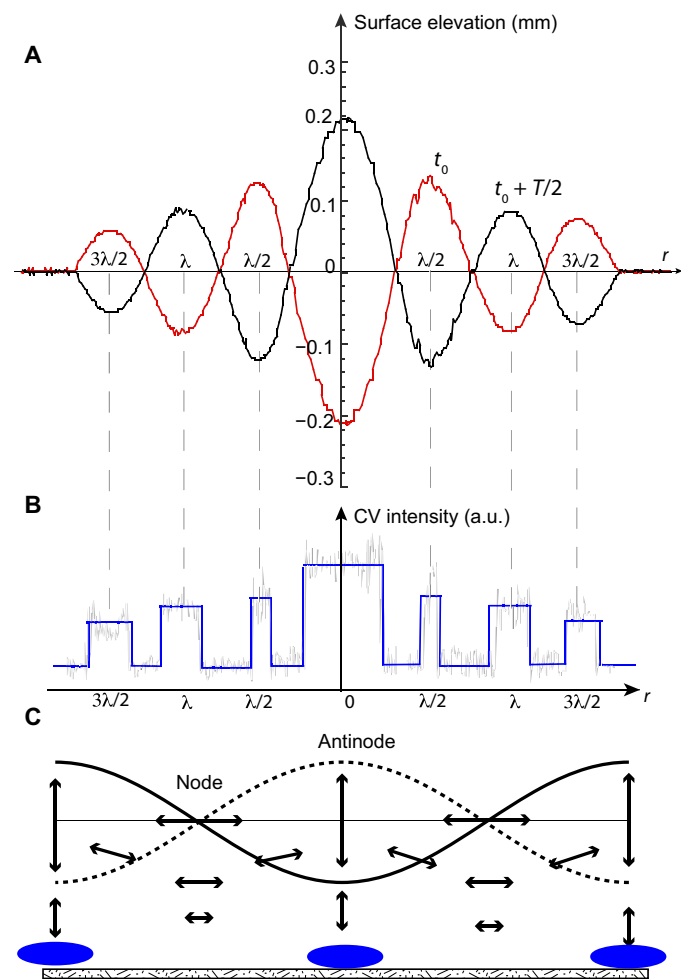 Surface elevation (mm)
A
0.3
0.2
t₀
t₀ + T/2
0.1
3λ/2 λ λ/2 0 λ/2 λ 3λ/2 r
−0.1
−0.2
−0.3
B
CV intensity (a.u.)
3λ/2 λ λ/2 0 λ/2 λ 3λ/2 r
C
Antinode
Node